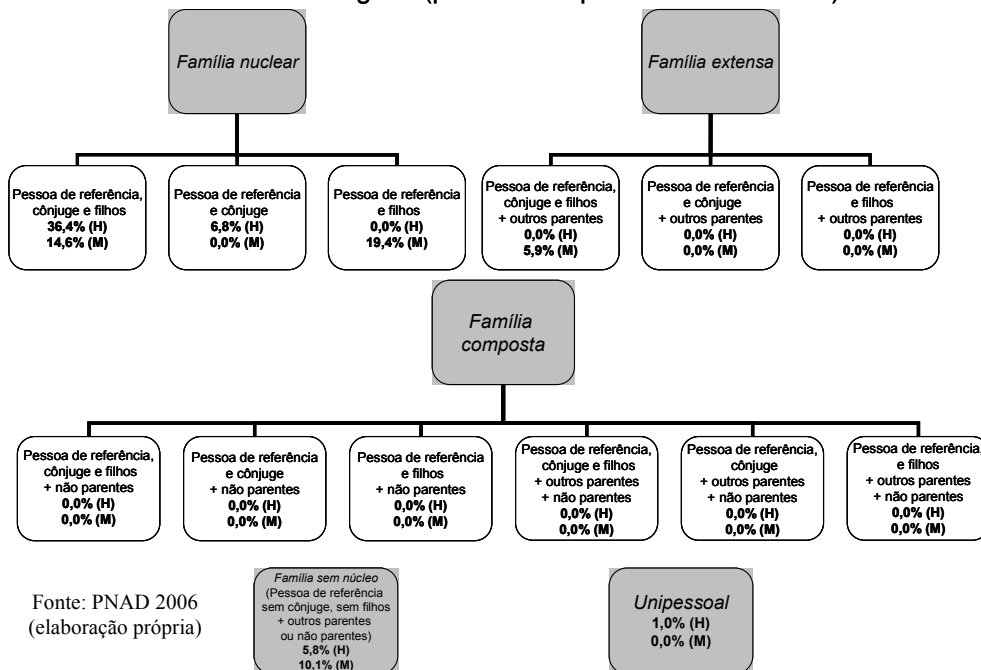 Família nuclear
Família extensa
Pessoa de referência,
cônjuge e filhos
36,4% (H)
14,6% (M)
Pessoa de referência
e cônjuge
6,8% (H)
0,0% (M)
Pessoa de referência
e filhos
0,0% (H)
19,4% (M)
Pessoa de referência,
cônjuge e filhos
+ outros parentes
0,0% (H)
5,9% (M)
Pessoa de referência
e cônjuge
+ outros parentes
0,0% (H)
0,0% (M)
Pessoa de referência
e filhos
+ outros parentes
0,0% (H)
0,0% (M)
Família
composta
Pessoa de referência,
cônjuge e filhos
+ não parentes
0,0% (H)
0,0% (M)
Pessoa de referência
e cônjuge
+ não parentes
0,0% (H)
0,0% (M)
Pessoa de referência
e filhos
+ não parentes
0,0% (H)
0,0% (M)
Pessoa de referência,
cônjuge e filhos
+ outros parentes
+ não parentes
0,0% (H)
0,0% (M)
Pessoa de referência,
cônjuge
+ outros parentes
+ não parentes
0,0% (H)
0,0% (M)
Pessoa de referência,
e filhos
+ outros parentes
+ não parentes
0,0% (H)
0,0% (M)
Fonte: PNAD 2006
(elaboração própria)
Família sem núcleo
(Pessoa de referência
sem cônjuge, sem filhos
+ outros parentes
ou não parentes)
5,8% (H)
10,1% (M)
Unipessoal
1,0% (H)
0,0% (M)